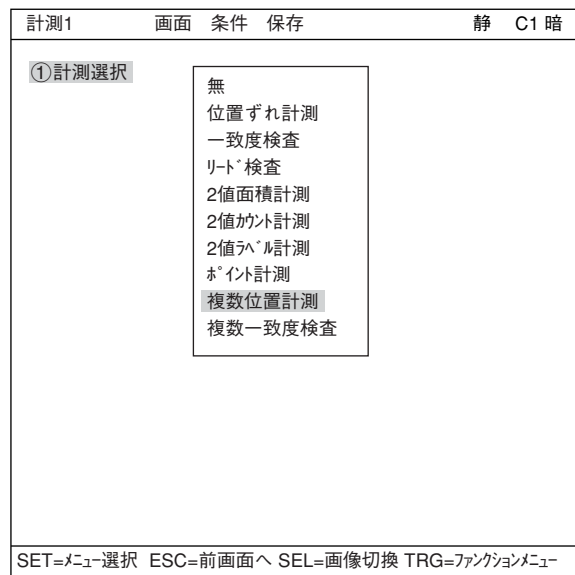 計測1 画面 条件 保存 静 C1 暗
①計測選択
無
位置ずれ計測
一致度検査
ﾘｰﾄﾞ検査
2値面積計測
2値ｶｳﾝﾄ計測
2値ﾗﾍﾞﾙ計測
ﾎﾟｲﾝﾄ計測
複数位置計測
複数一致度検査
SET=ﾒﾆｭｰ選択 ESC=前画面へ SEL=画像切換 TRG=ﾌｧﾝｸｼｮﾝﾒﾆｭｰ